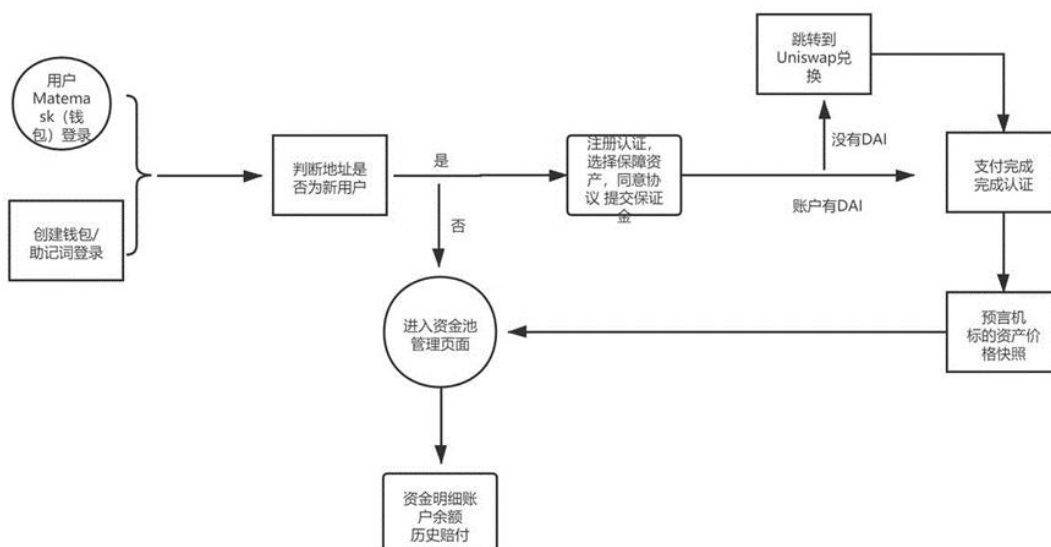 用户
Matema
sk（钱
包）登录
创建钱包/
助记词登录
判断地址是
否为新用户
是
否
注册认证，
选择保障资
产，同意协
议 提交保证
金
跳转到
Uniswap兑
换
没有DAI
账户有DAI
支付完成
完成认证
预言机
标的资产价
格快照
进入资金池
管理页面
资金明细账
户余额
历史赔付